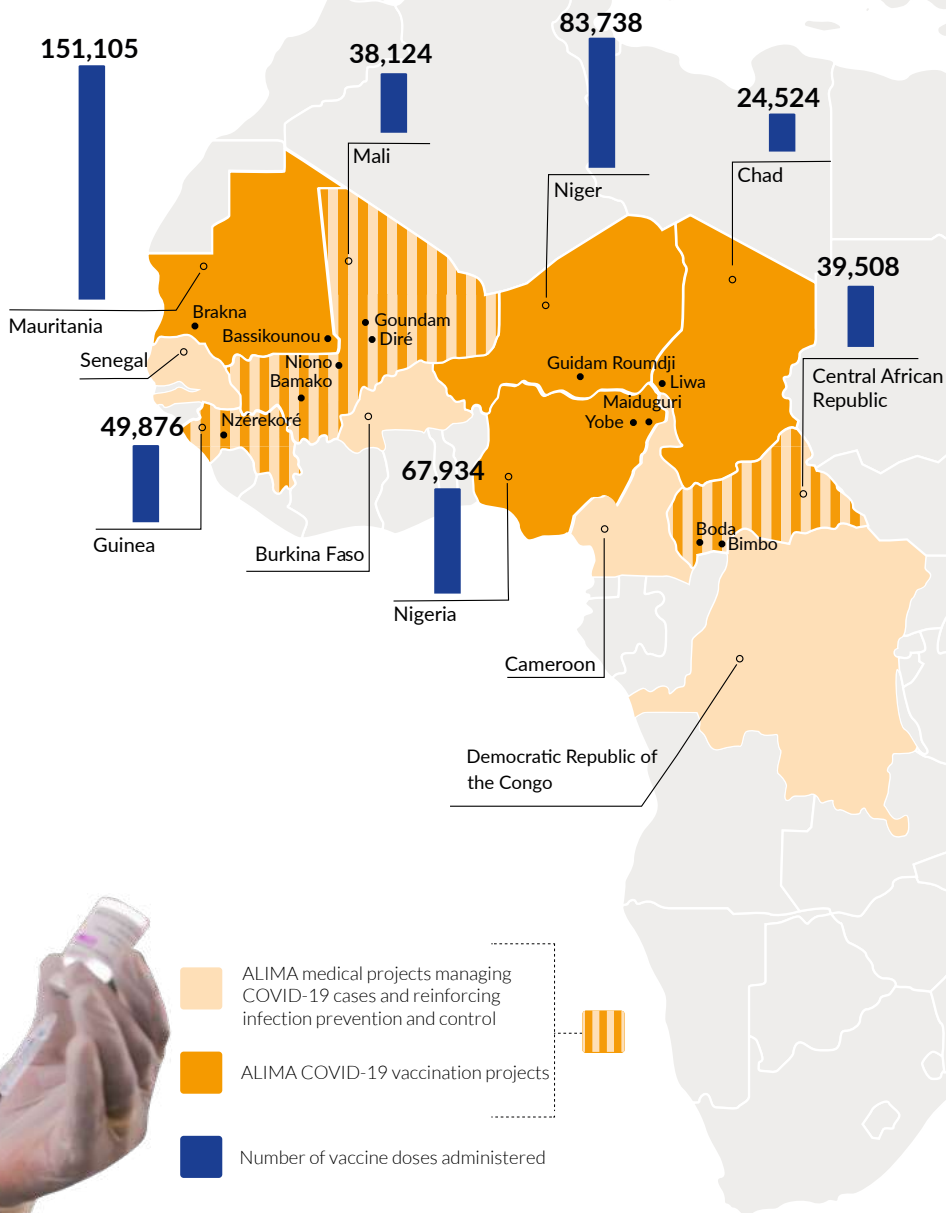 83,738
151,105
38,124
24,524
Mali
Chad
Niger
39,508
Brakna
Mauritania
Goundam
Bassikounou
Diré
Senegal
Niono
Guidam Roumdji
Bamako
Liwa
Central African
Republic
Maiduguri
Nzérekoré
Yobe
49,876
67,934
Boda
Bimbo
Guinea
Burkina Faso
Nigeria
Cameroon
Democratic Republic of
the Congo
ALIMA medical projects managing
COVID-19 cases and reinforcing
infection prevention and control
ALIMA COVID-19 vaccination projects
Number of vaccine doses administered